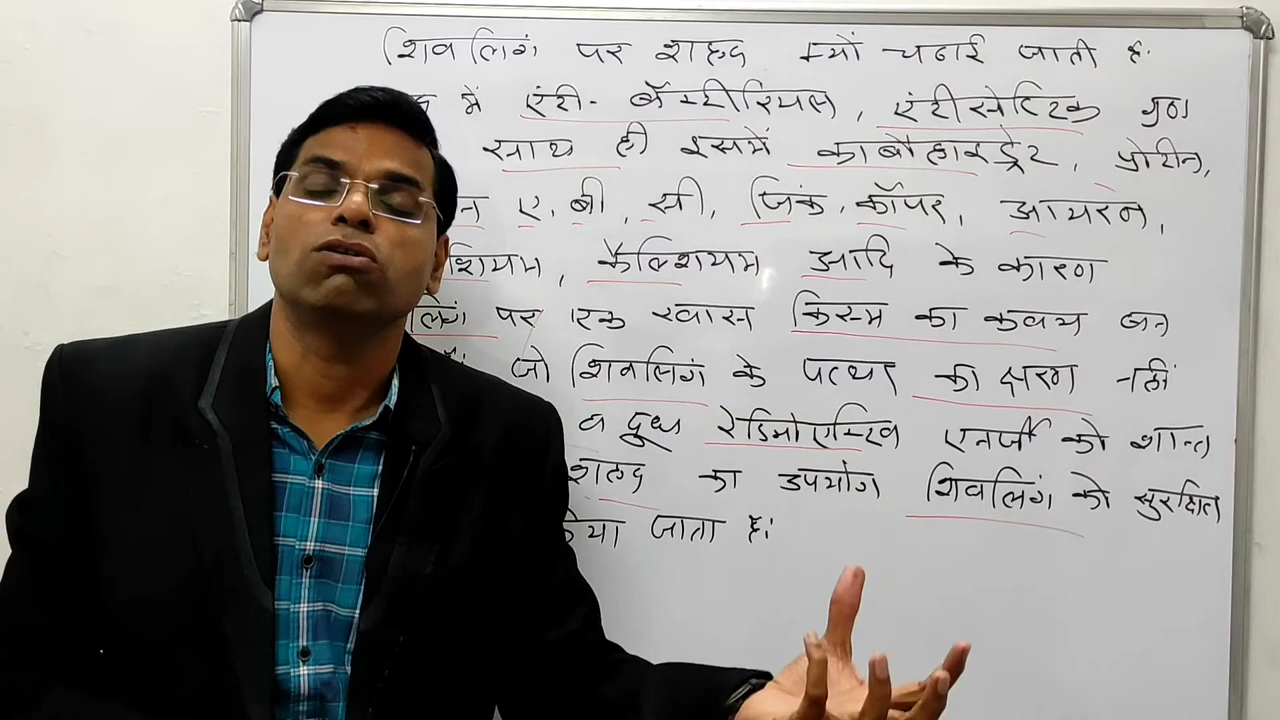 शिवलिगं पर शहद क्यों चढाई जाती है:
में एंटी- बॅक्टीरियल, एंटीसेप्टिक गुण
साथ ही इसमें कार्बोहाइड्रेट, प्रोटीन,
न ए, बी, सी, जिंक, कॉपर, आयरन,
शियम, कैल्शियम आदि के कारण
लिगं पर एक खास किस्म का कवच बन
जो शिवलिगं के पत्थर का क्षरण नहीं
व दूध रेडियोएक्टिव एनर्जी को शान्त
शहद का उपयोग शिवलिगं को सुरक्षित
किया जाता है।